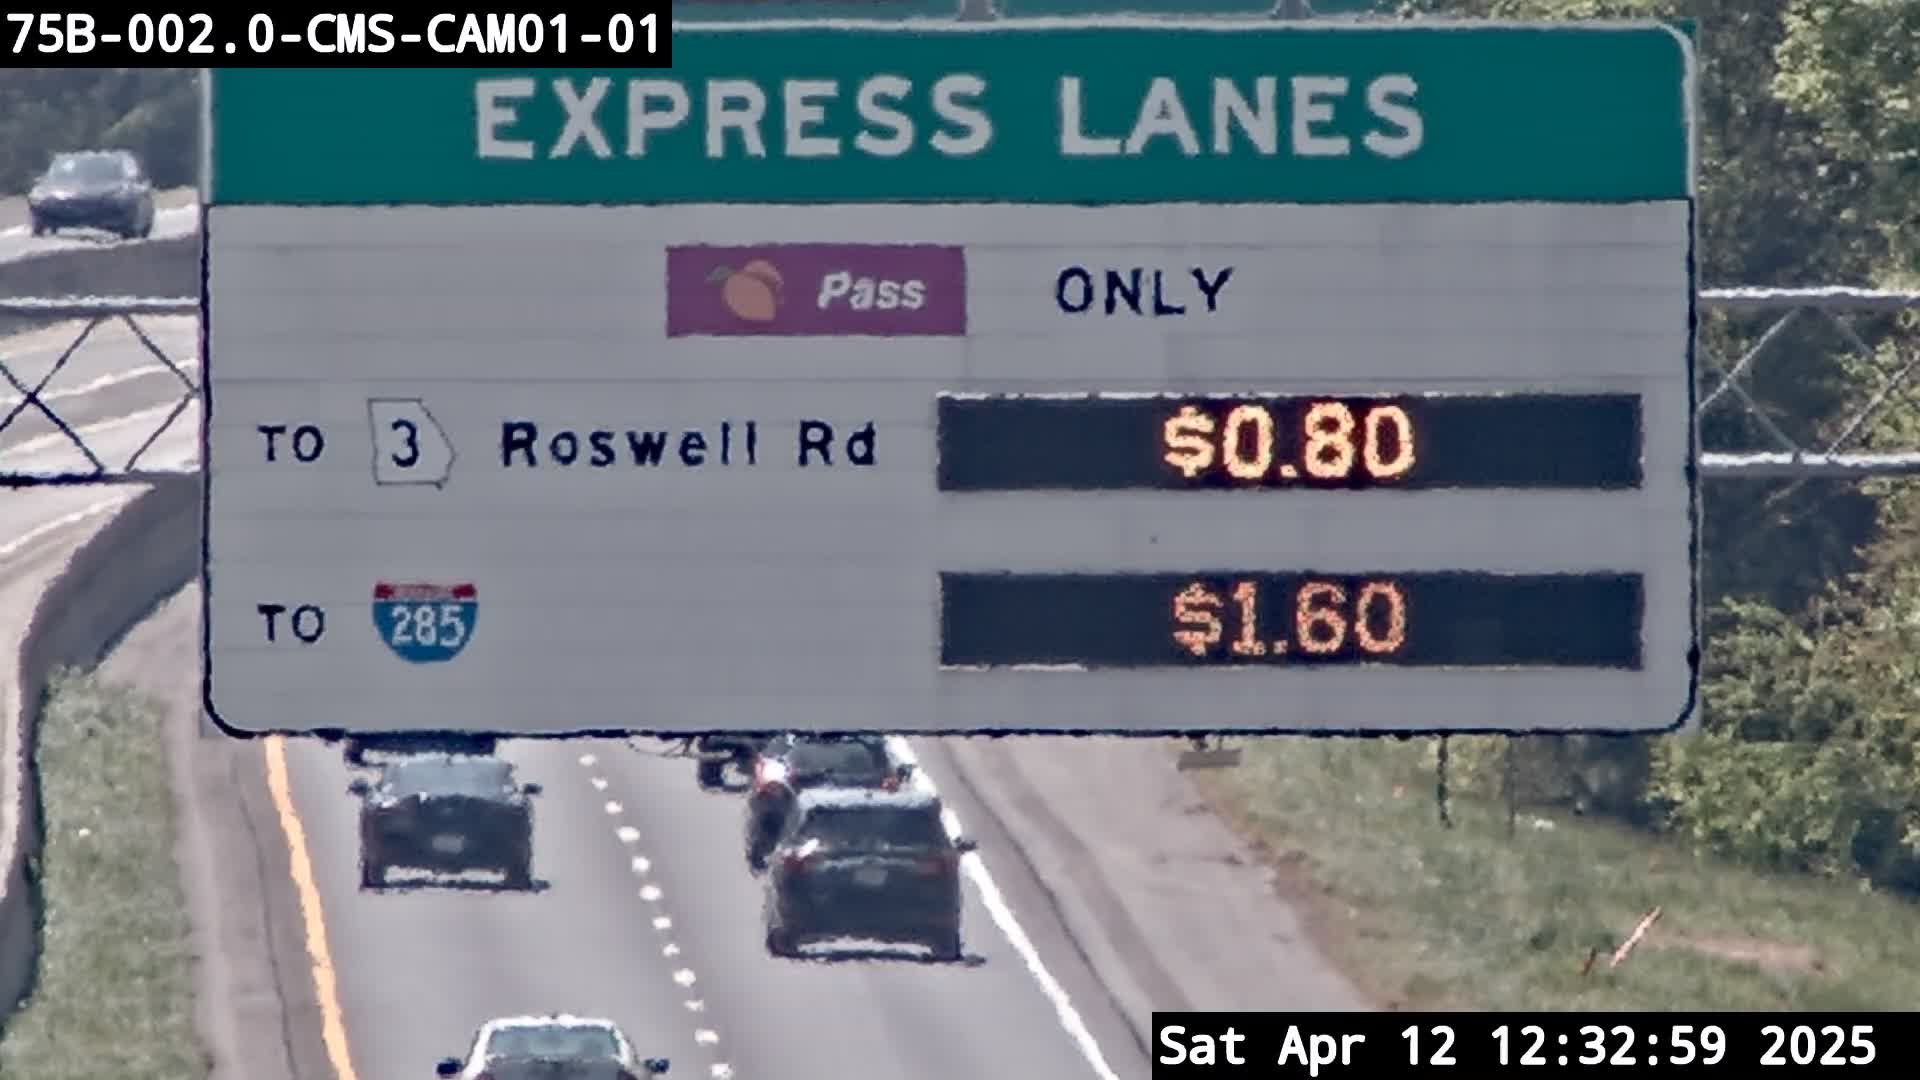 75B-002.0-CMS-CAM01-01
EXPRESS LANES
Pass ONLY
TO 3 Roswell Rd $0.80
TO 285 $1.60
Sat Apr 12 12:32:59 2025